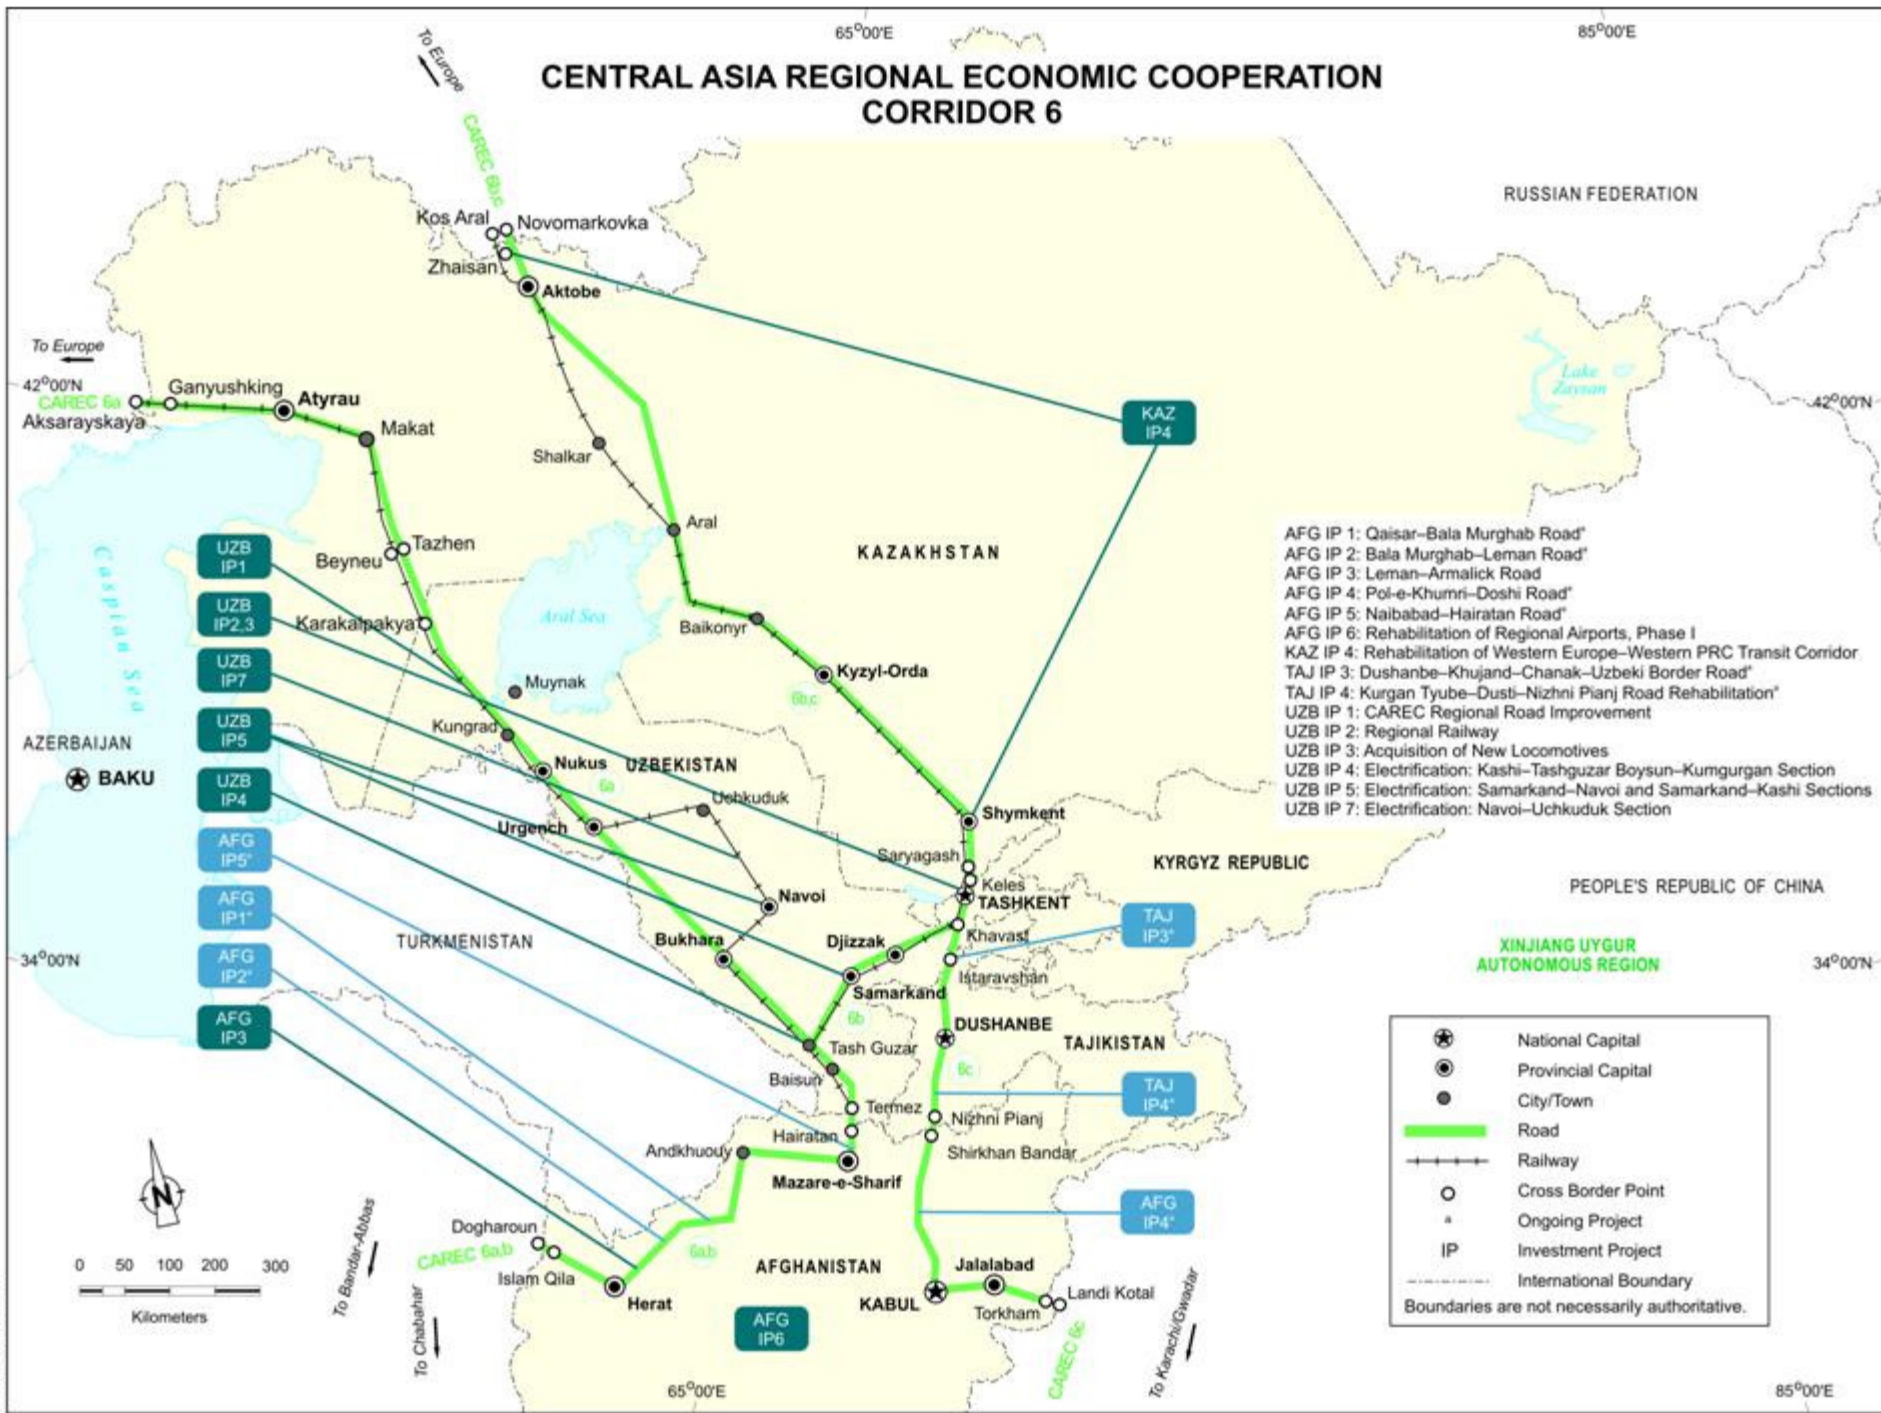 65°00'E
85°00'E
CENTRAL ASIA REGIONAL ECONOMIC COOPERATION
CORRIDOR 6
To Europe
CAREC 6b,c
RUSSIAN FEDERATION
Kos Aral
Novomarkovka
Zhaisan
Aktobe
To Europe
42°00'N
CAREC 6a
Ganyushking
Atyrau
Aksarayskaya
Makat
Shalkar
KAZ
IP4
Lake
Zaysan
42°00'N
Aral
KAZAKHSTAN
Caspian Sea
UZB
IP1
Tazhen
Beyneu
UZB
IP2,3
Karakalpakya
Aral Sea
Baikonyr
UZB
IP7
Muynak
6b,c
Kyzyl-Orda
AFG IP 1: Qaisar–Bala Murghab Roadª
AFG IP 2: Bala Murghab–Leman Roadª
AFG IP 3: Leman–Armalick Road
AFG IP 4: Pol-e-Khumri–Doshi Roadª
AFG IP 5: Naibabad–Hairatan Roadª
AFG IP 6: Rehabilitation of Regional Airports, Phase I
KAZ IP 4: Rehabilitation of Western Europe–Western PRC Transit Corridor
TAJ IP 3: Dushanbe–Khujand–Chanak–Uzbeki Border Roadª
TAJ IP 4: Kurgan Tyube–Dusti–Nizhni Pianj Road Rehabilitationª
UZB IP 1: CAREC Regional Road Improvement
UZB IP 2: Regional Railway
UZB IP 3: Acquisition of New Locomotives
UZB IP 4: Electrification: Kashi–Tashguzar Boysun–Kumgurgan Section
UZB IP 5: Electrification: Samarkand–Navoi and Samarkand–Kashi Sections
UZB IP 7: Electrification: Navoi–Uchkuduk Section
UZB
IP5
Kungrad
AZERBAIJAN
BAKU
Nukus
UZBEKISTAN
6a
UZB
IP4
Uchkuduk
Urgench
Shymkent
AFG
IP5ª
Saryagash
KYRGYZ REPUBLIC
Keles
TASHKENT
PEOPLE'S REPUBLIC OF CHINA
AFG
IP1ª
Navoi
TAJ
IP3ª
TURKMENISTAN
Bukhara
Djizzak
Khavast
XINJIANG UYGUR
AUTONOMOUS REGION
34°00'N
34°00'N
AFG
IP2ª
Istaravshan
Samarkand
6b
AFG
IP3
DUSHANBE
TAJIKISTAN
Tash Guzar
6c
Baisun
TAJ
IP4ª
Termez
Nizhni Pianj
Hairatan
Shirkhan Bandar
Andkhuouy
Mazare-e-Sharif
AFG
IP4ª
National Capital
Provincial Capital
City/Town
Road
Railway
Cross Border Point
a Ongoing Project
IP Investment Project
International Boundary
Boundaries are not necessarily authoritative.
N
Dogharoun
CAREC 6a,b
Islam Qila
Herat
6a,b
AFGHANISTAN
KABUL
Jalalabad
Torkham
Landi Kotal
AFG
IP6
0 50 100 200 300
Kilometers
To Bandar-Abbas
To Chabahar
CAREC 6c
To Karachi/Gwadar
65°00'E
85°00'E